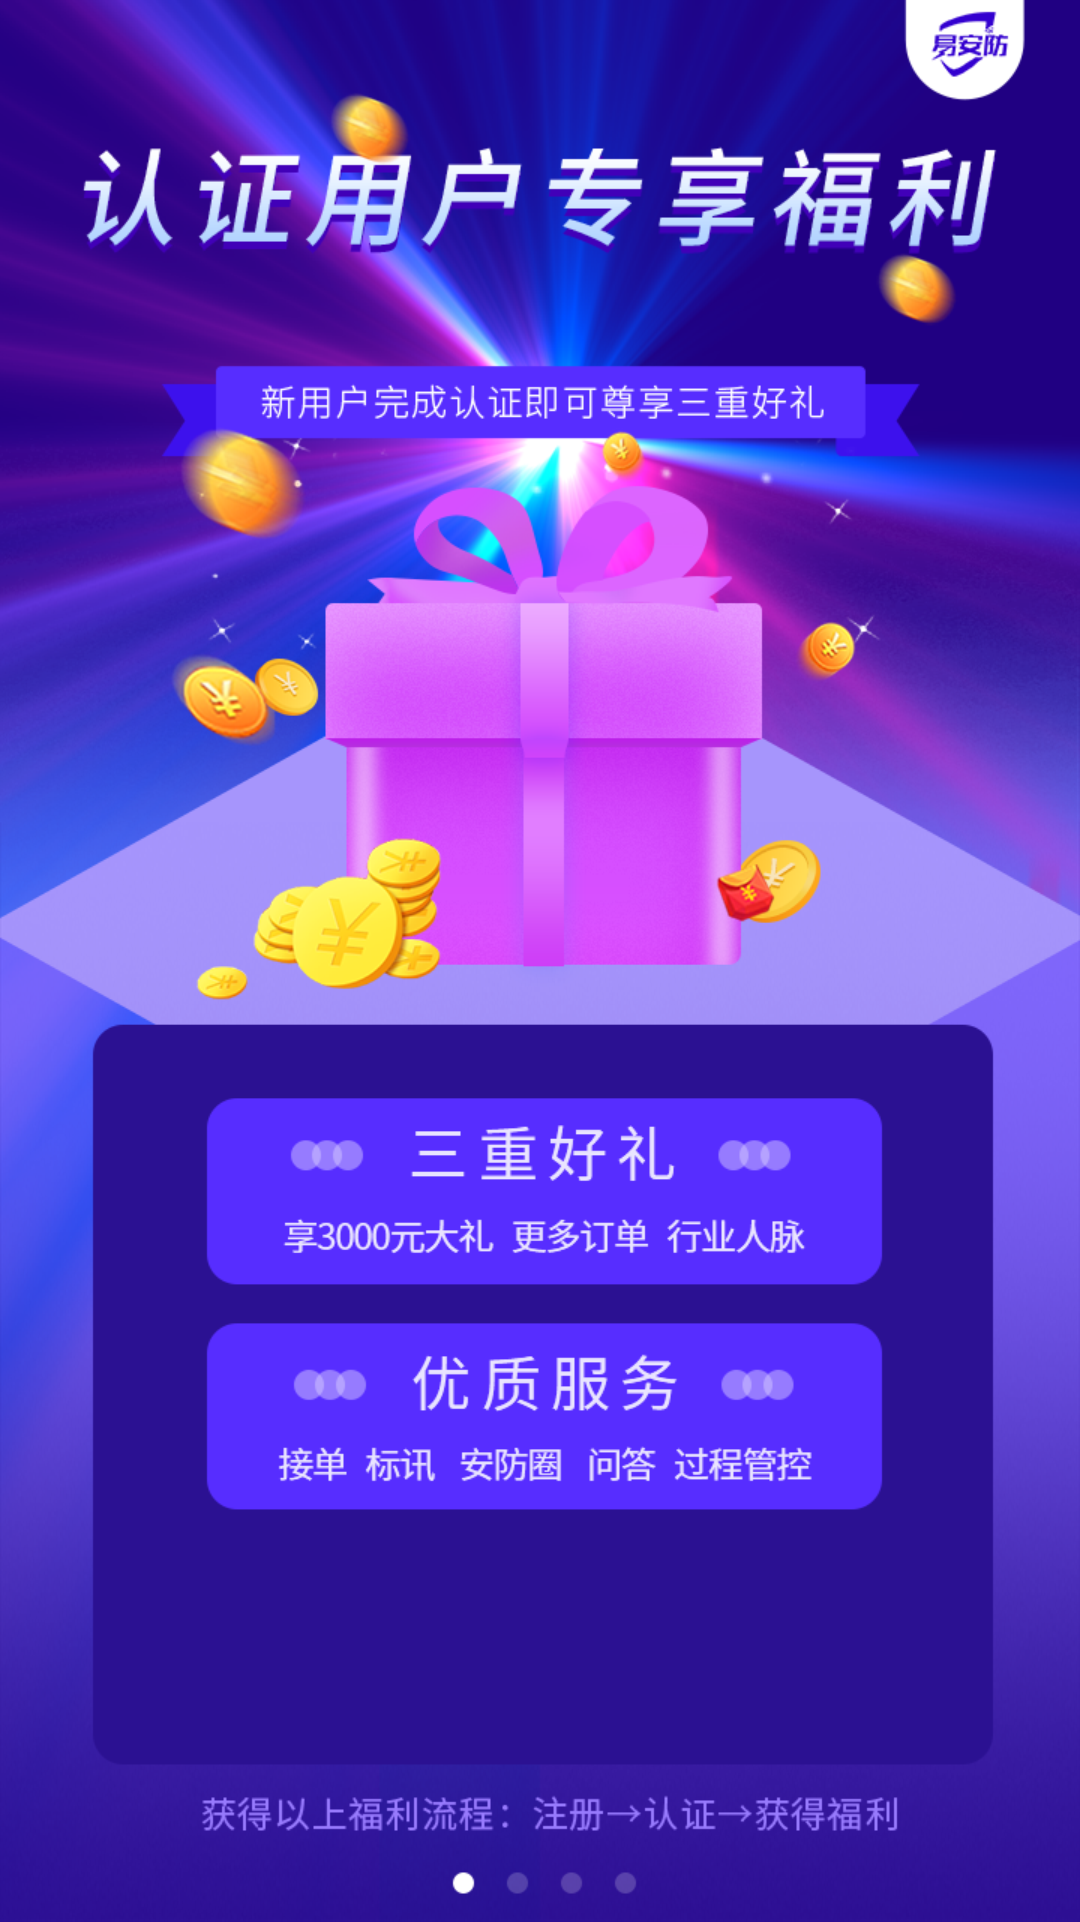 易安防
认证用户专享福利
新用户完成认证即可尊享三重好礼
三重好礼
享3000元大礼 更多订单 行业人脉
优质服务
接单 标讯 安防圈 问答 过程管控
获得以上福利流程：注册→认证→获得福利